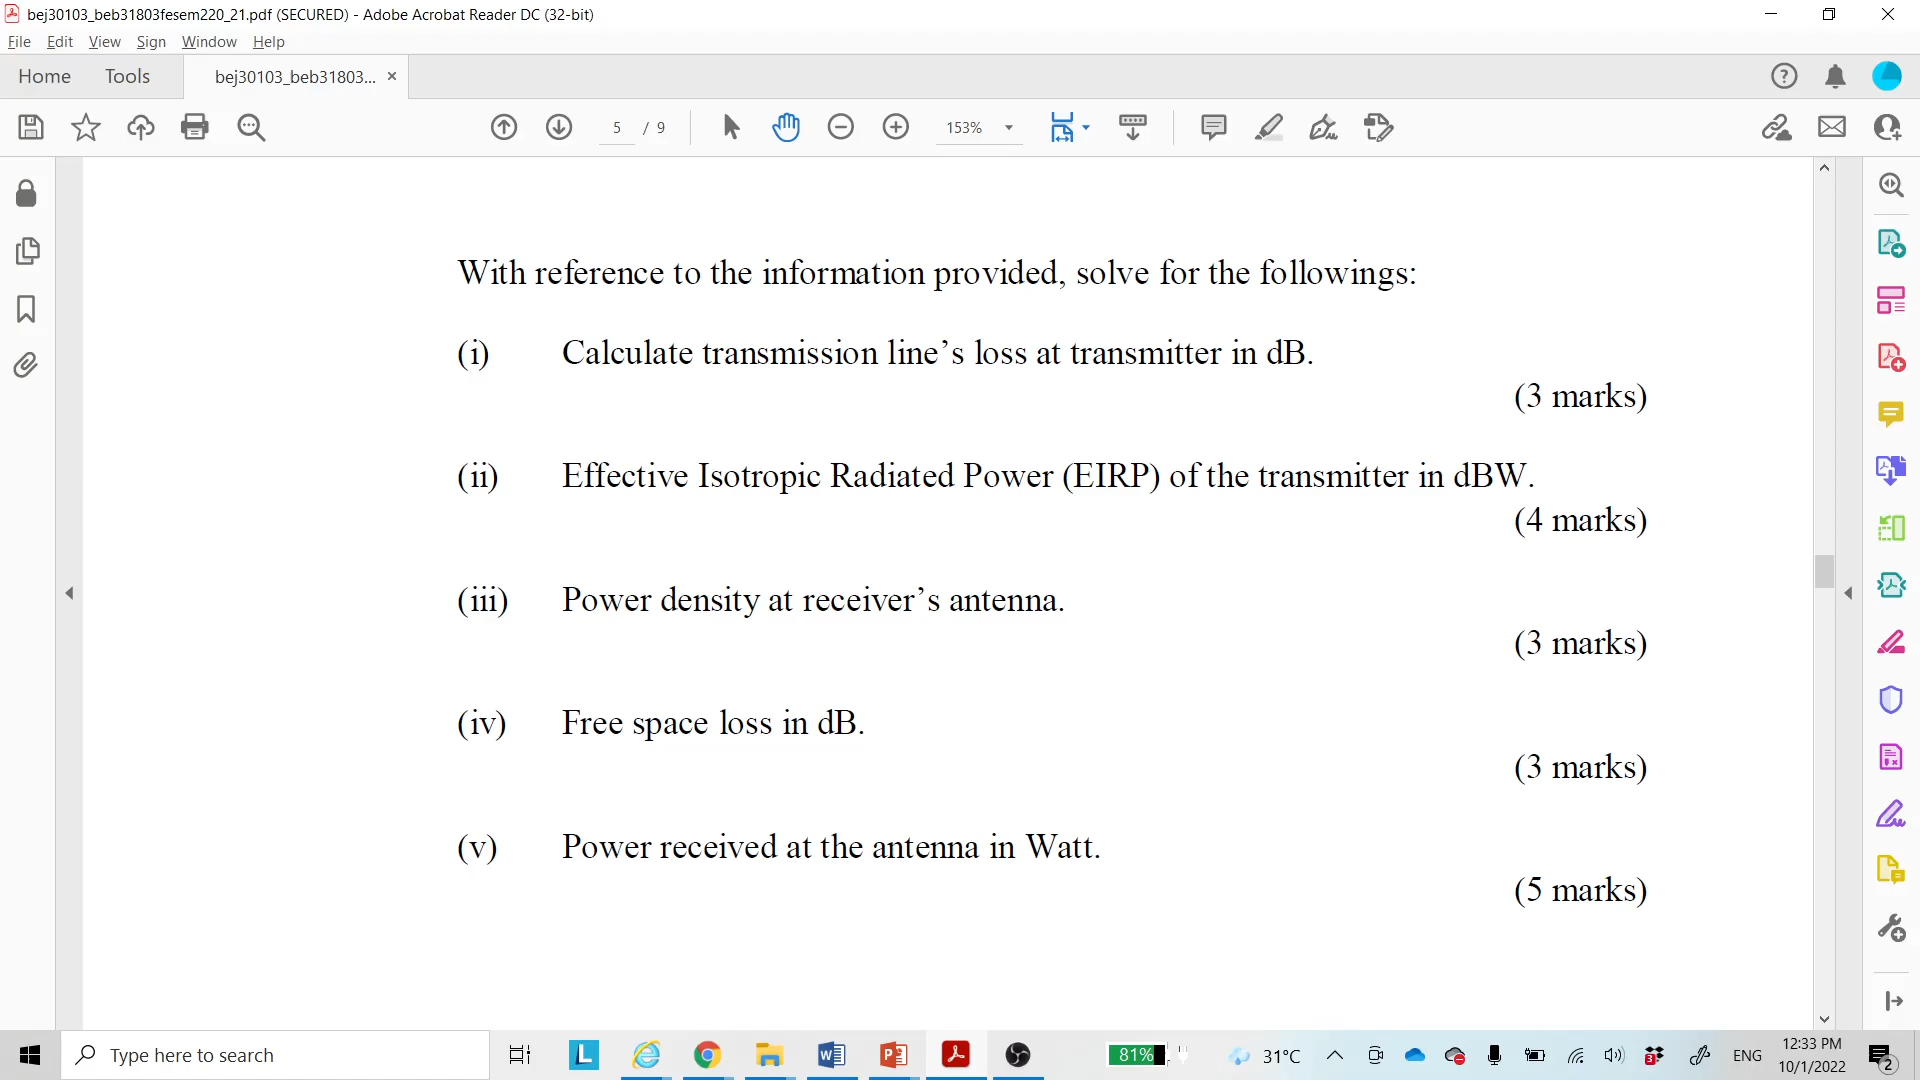 bej30103_beb31803fesem220_21.pdf (SECURED) - Adobe Acrobat Reader DC (32-bit)
File Edit View Sign Window Help
Home Tools bej30103_beb31803... ×
5 / 9 153%
With reference to the information provided, solve for the followings:
(i) Calculate transmission line’s loss at transmitter in dB.
(3 marks)
(ii) Effective Isotropic Radiated Power (EIRP) of the transmitter in dBW.
(4 marks)
(iii) Power density at receiver’s antenna.
(3 marks)
(iv) Free space loss in dB.
(3 marks)
(v) Power received at the antenna in Watt.
(5 marks)
Type here to search L 81% 31°C 3 ENG 12:33 PM
10/1/2022 2